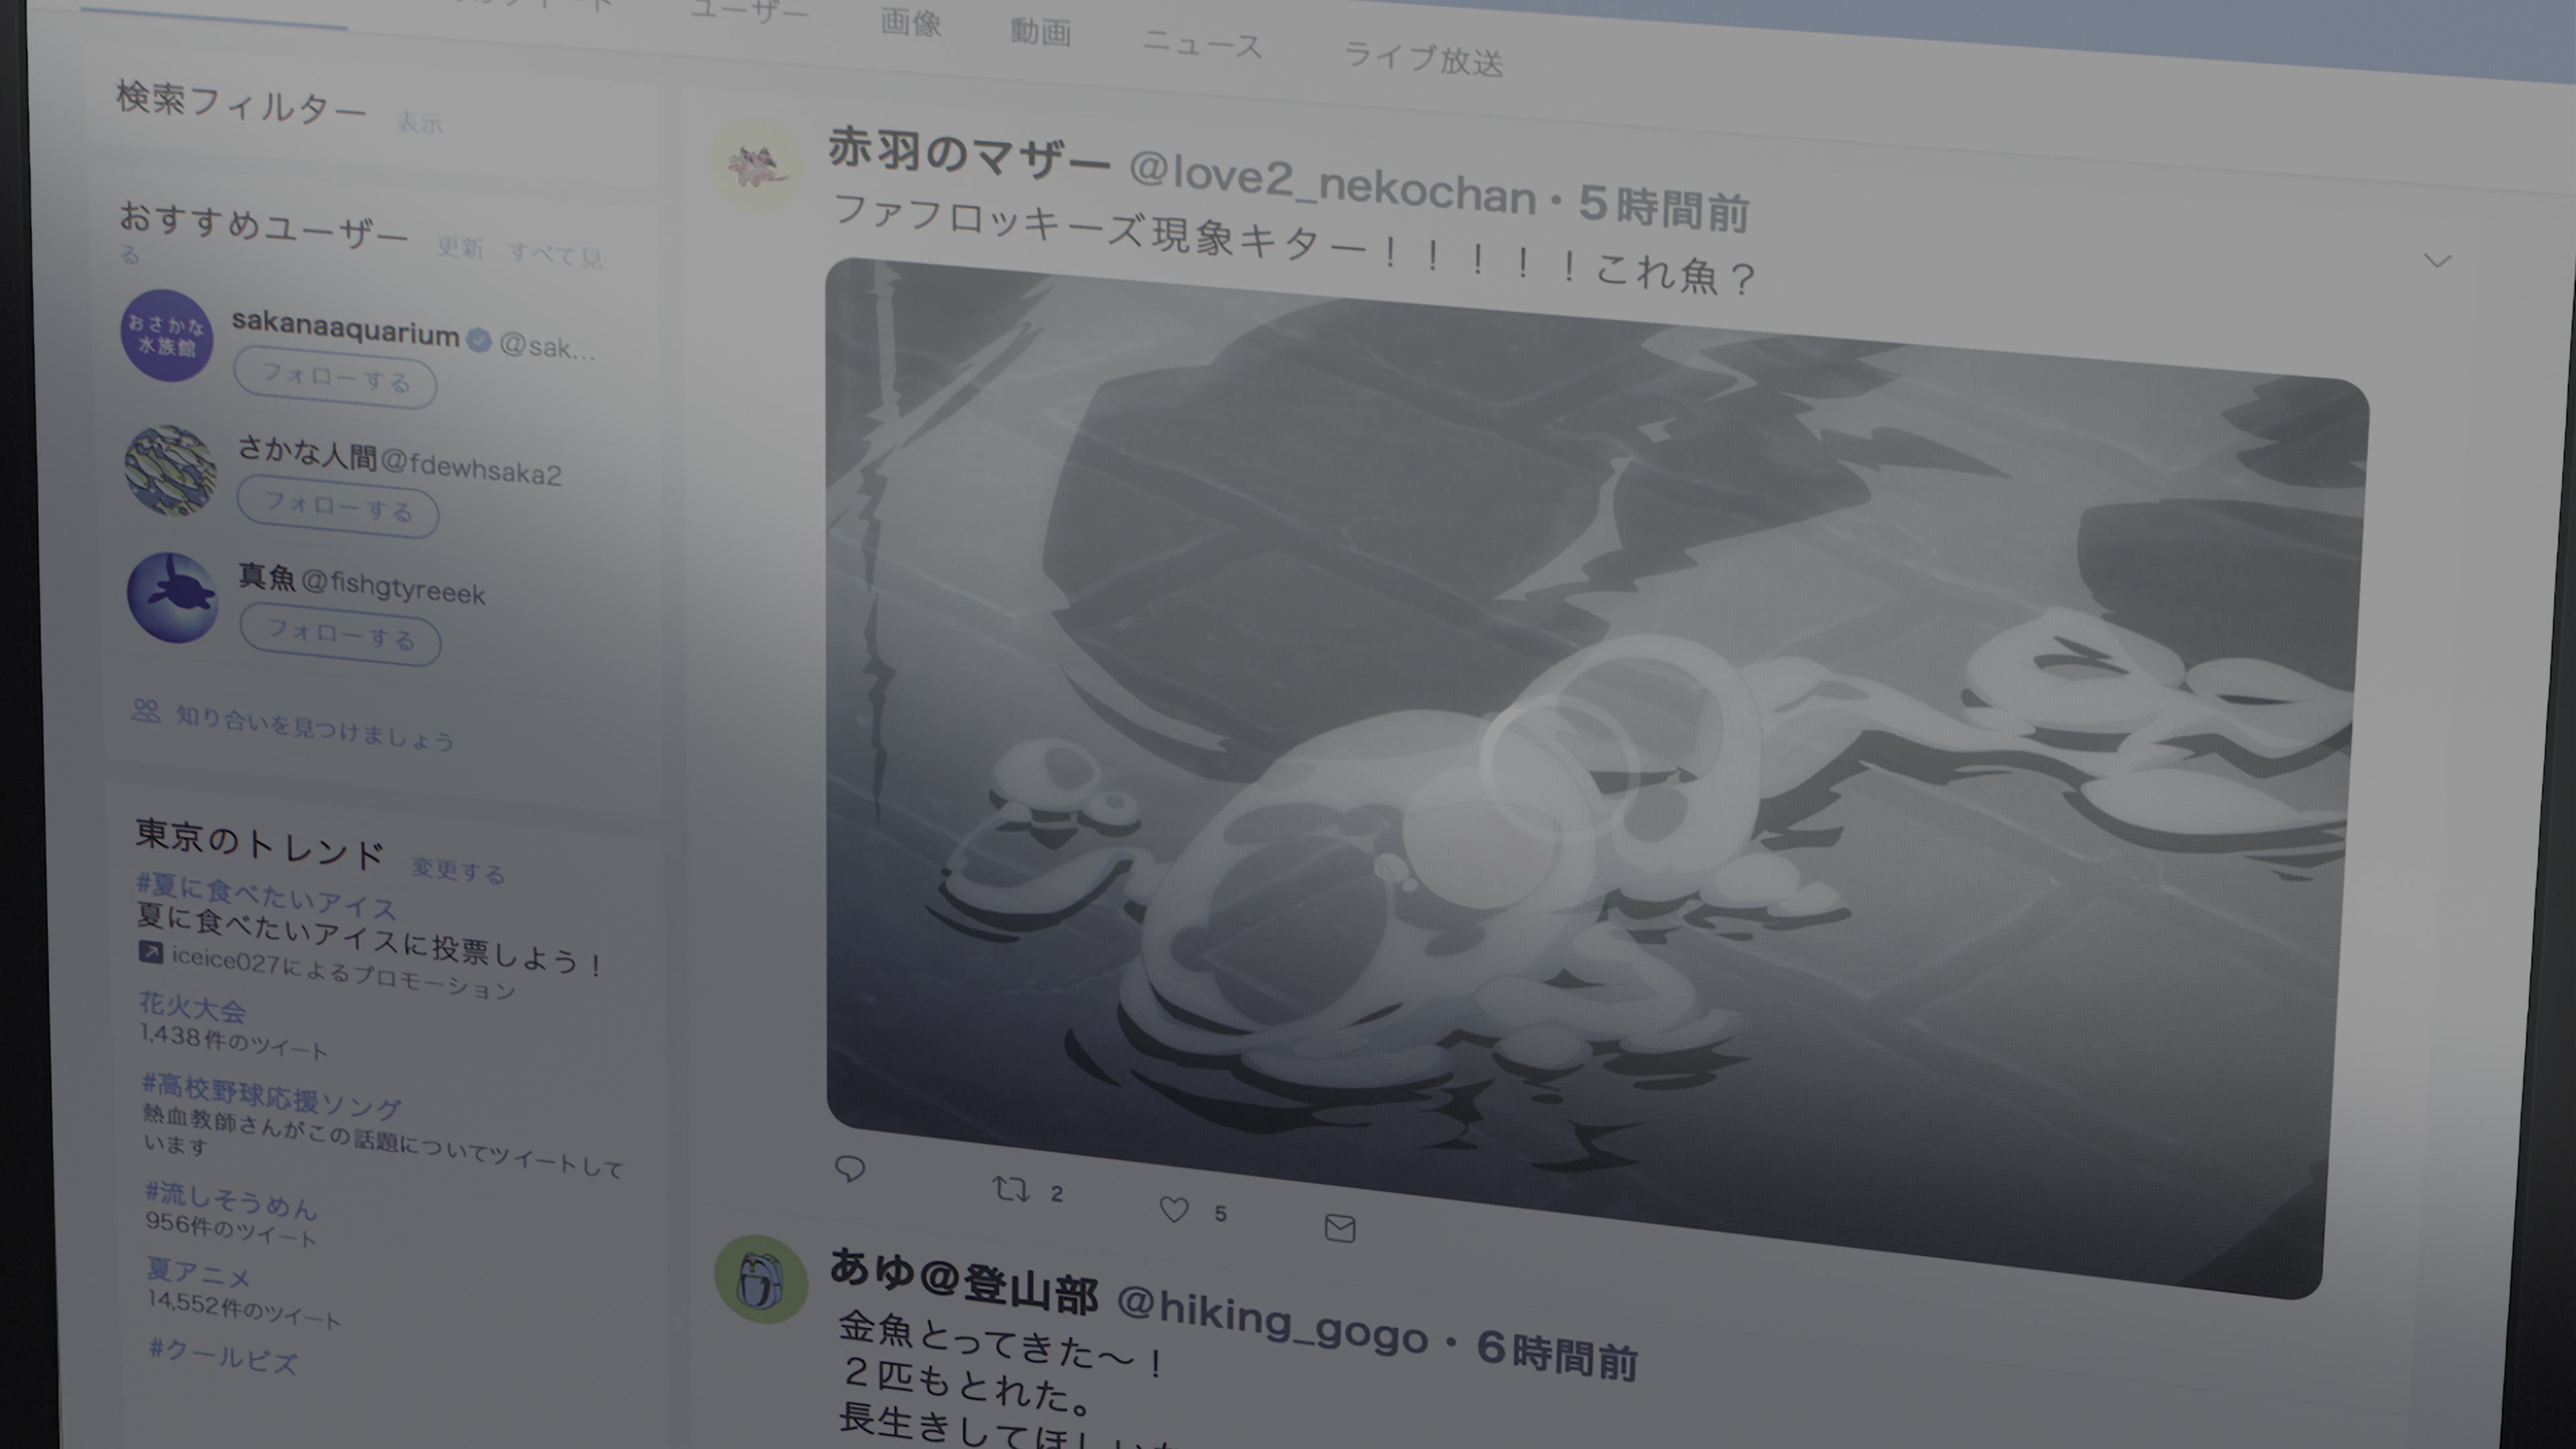 ユーザー
画像
動画
ニュース
ライブ放送
検索フィルター 表示
おすすめユーザー 更新 すべて見
る
おさかな
水族館
sakanaaquarium @sak...
フォローする
さかな人間@fdewhsaka2
フォローする
真魚@fishgtyreeek
フォローする
知り合いを見つけましょう
東京のトレンド 変更する
#夏に食べたいアイス
夏に食べたいアイスに投票しよう！
iceice027によるプロモーション
花火大会
1,438件のツイート
#高校野球応援ソング
熱血教師さんがこの話題についてツイートして
います
#流しそうめん
956件のツイート
夏アニメ
14,552件のツイート
#クールビズ
赤羽のマザー @love2_nekochan・5時間前
ファフロッキーズ現象キター！！！！！これ魚？
2
5
あゆ@登山部 @hiking_gogo・6時間前
金魚とってきた～！
２匹もとれた。
長生きしてほしい